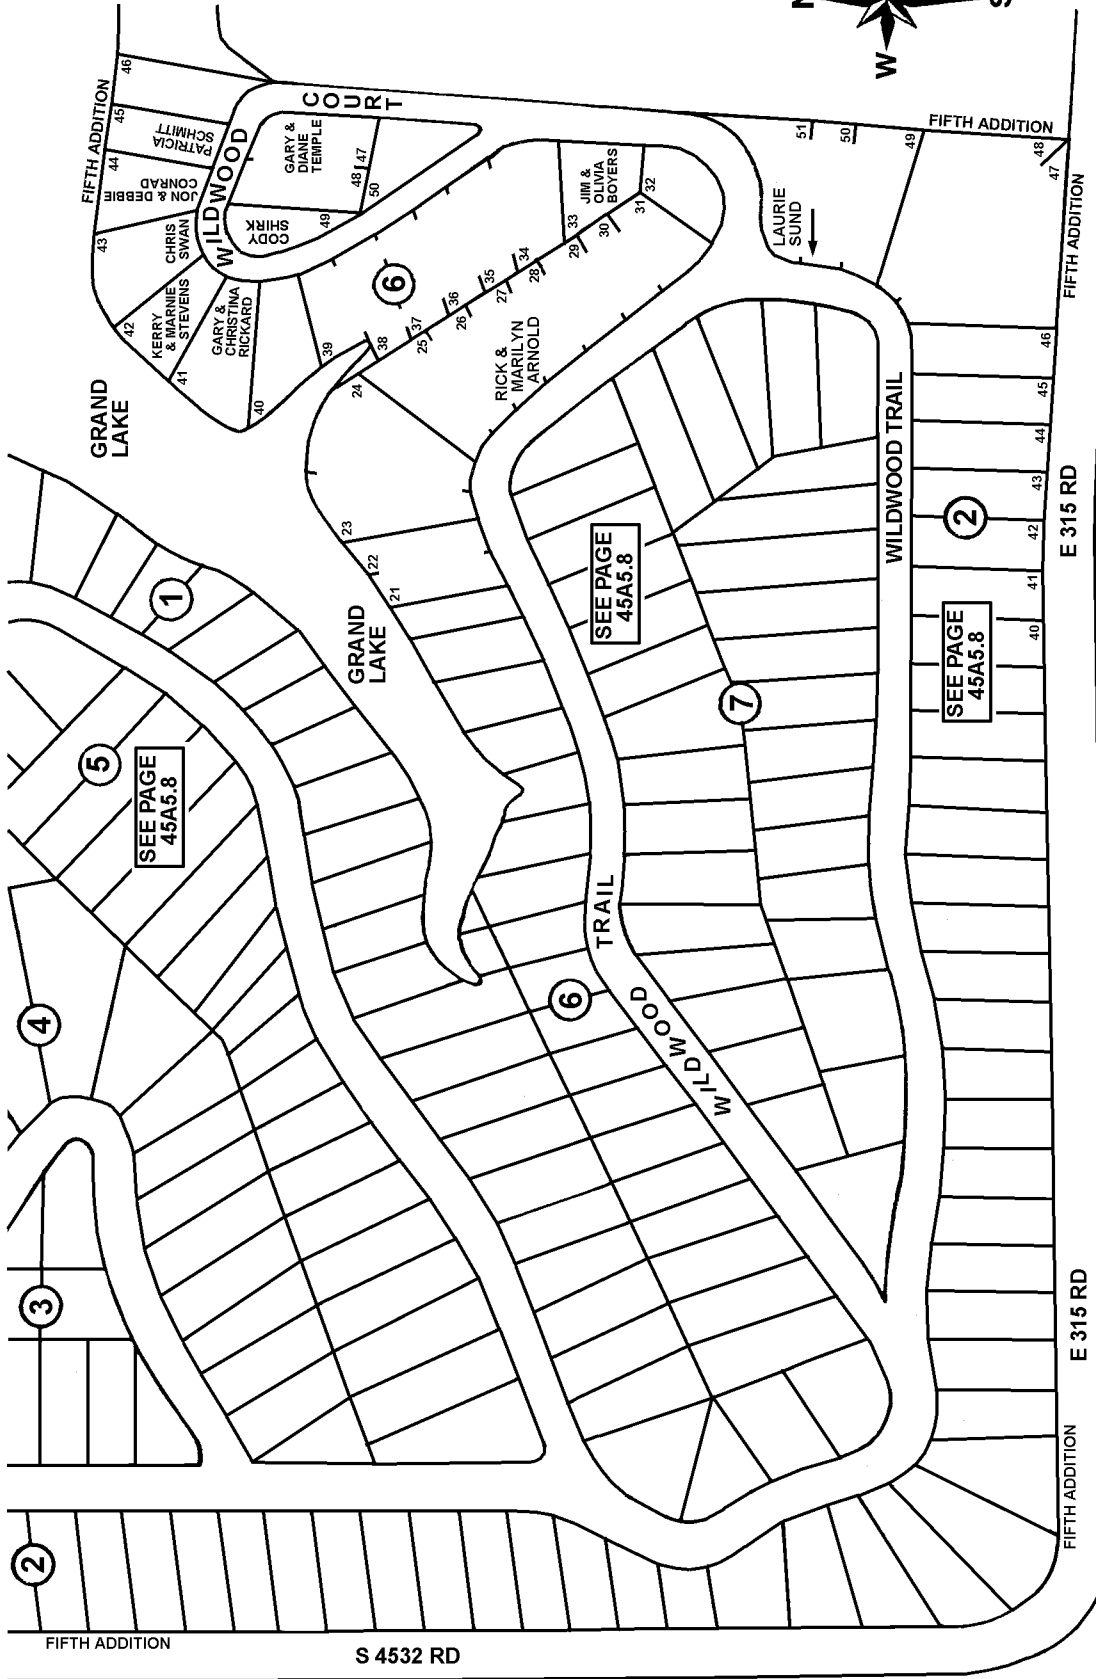 N
S
W
FIFTH ADDITION
46
45
44
43
42
41
40
39
PATRICIA
SCHMITT
JON & DEBBIE
CONRAD
CHRIS
SWAN
KERRY
& MARNIE
STEVENS
GARY &
CHRISTINA
RICKARD
WILDWOOD
COURT
GARY &
DIANE
TEMPLE
48
47
50
49
CODY
SHIRK
6
JIM &
OLIVIA
BOYERS
33
32
31
30
29
34
28
35
27
36
26
37
25
38
24
RICK &
MARILYN
ARNOLD
LAURIE
SUND
51
50
49
FIFTH ADDITION
48
47
FIFTH ADDITION
GRAND
LAKE
23
22
21
GRAND
LAKE
1
5
SEE PAGE
45A5.8
4
3
2
SEE PAGE
45A5.8
7
WILDWOOD TRAIL
46
45
44
43
42
41
40
2
SEE PAGE
45A5.8
E 315 RD
TRAIL
6
WILDWOOD
E 315 RD
FIFTH ADDITION
FIFTH ADDITION
S 4532 RD